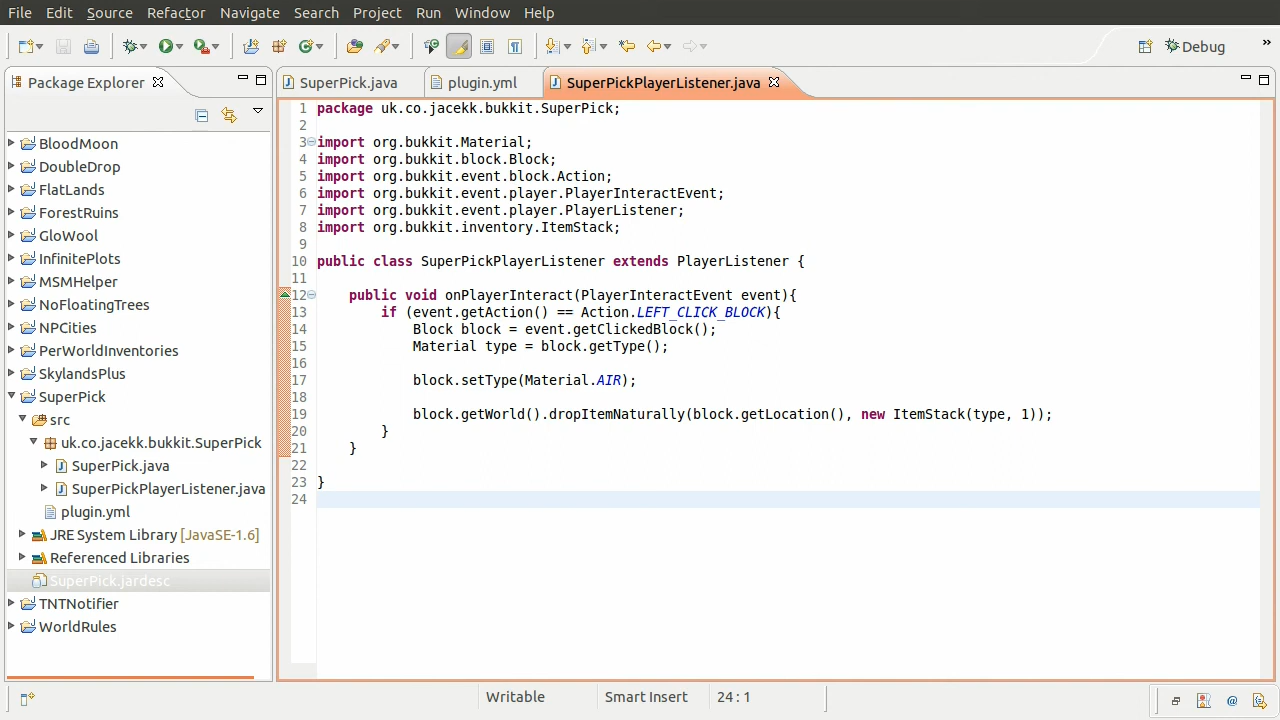 File Edit Source Refactor Navigate Search Project Run Window Help
Debug
»
Package Explorer
SuperPick.java
plugin.yml
SuperPickPlayerListener.java
BloodMoon
DoubleDrop
FlatLands
ForestRuins
GloWool
InfinitePlots
MSMHelper
NoFloatingTrees
NPCities
PerWorldInventories
SkylandsPlus
SuperPick
src
uk.co.jacekk.bukkit.SuperPick
SuperPick.java
SuperPickPlayerListener.java
plugin.yml
JRE System Library [JavaSE-1.6]
Referenced Libraries
SuperPick.jardesc
TNTNotifier
WorldRules
1 package uk.co.jacekk.bukkit.SuperPick;
2
3 import org.bukkit.Material;
4 import org.bukkit.block.Block;
5 import org.bukkit.event.block.Action;
6 import org.bukkit.event.player.PlayerInteractEvent;
7 import org.bukkit.event.player.PlayerListener;
8 import org.bukkit.inventory.ItemStack;
9
10 public class SuperPickPlayerListener extends PlayerListener {
11
12     public void onPlayerInteract(PlayerInteractEvent event){
13         if (event.getAction() == Action.LEFT_CLICK_BLOCK){
14             Block block = event.getClickedBlock();
15             Material type = block.getType();
16
17             block.setType(Material.AIR);
18
19             block.getWorld().dropItemNaturally(block.getLocation(), new ItemStack(type, 1));
20         }
21     }
22
23 }
24
Writable
Smart Insert
24 : 1